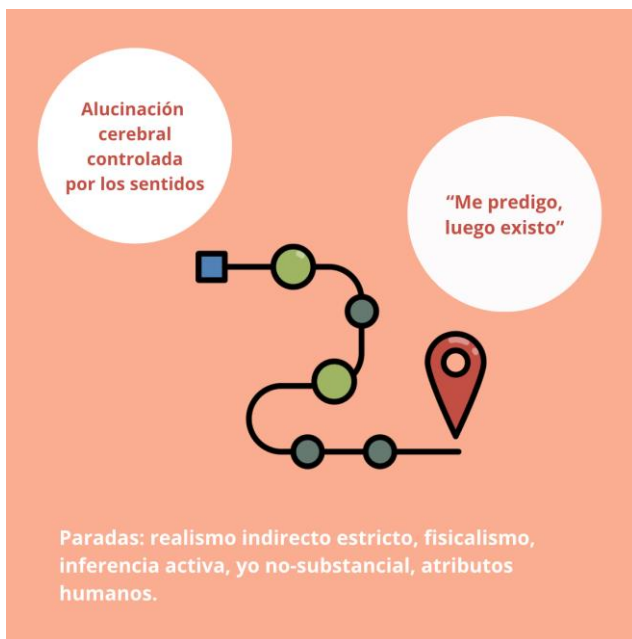 Alucinación
cerebral
controlada
por los sentidos
“Me predigo,
luego existo”
Paradas: realismo indirecto estricto, fisicalismo,
inferencia activa, yo no-substancial, atributos
humanos.